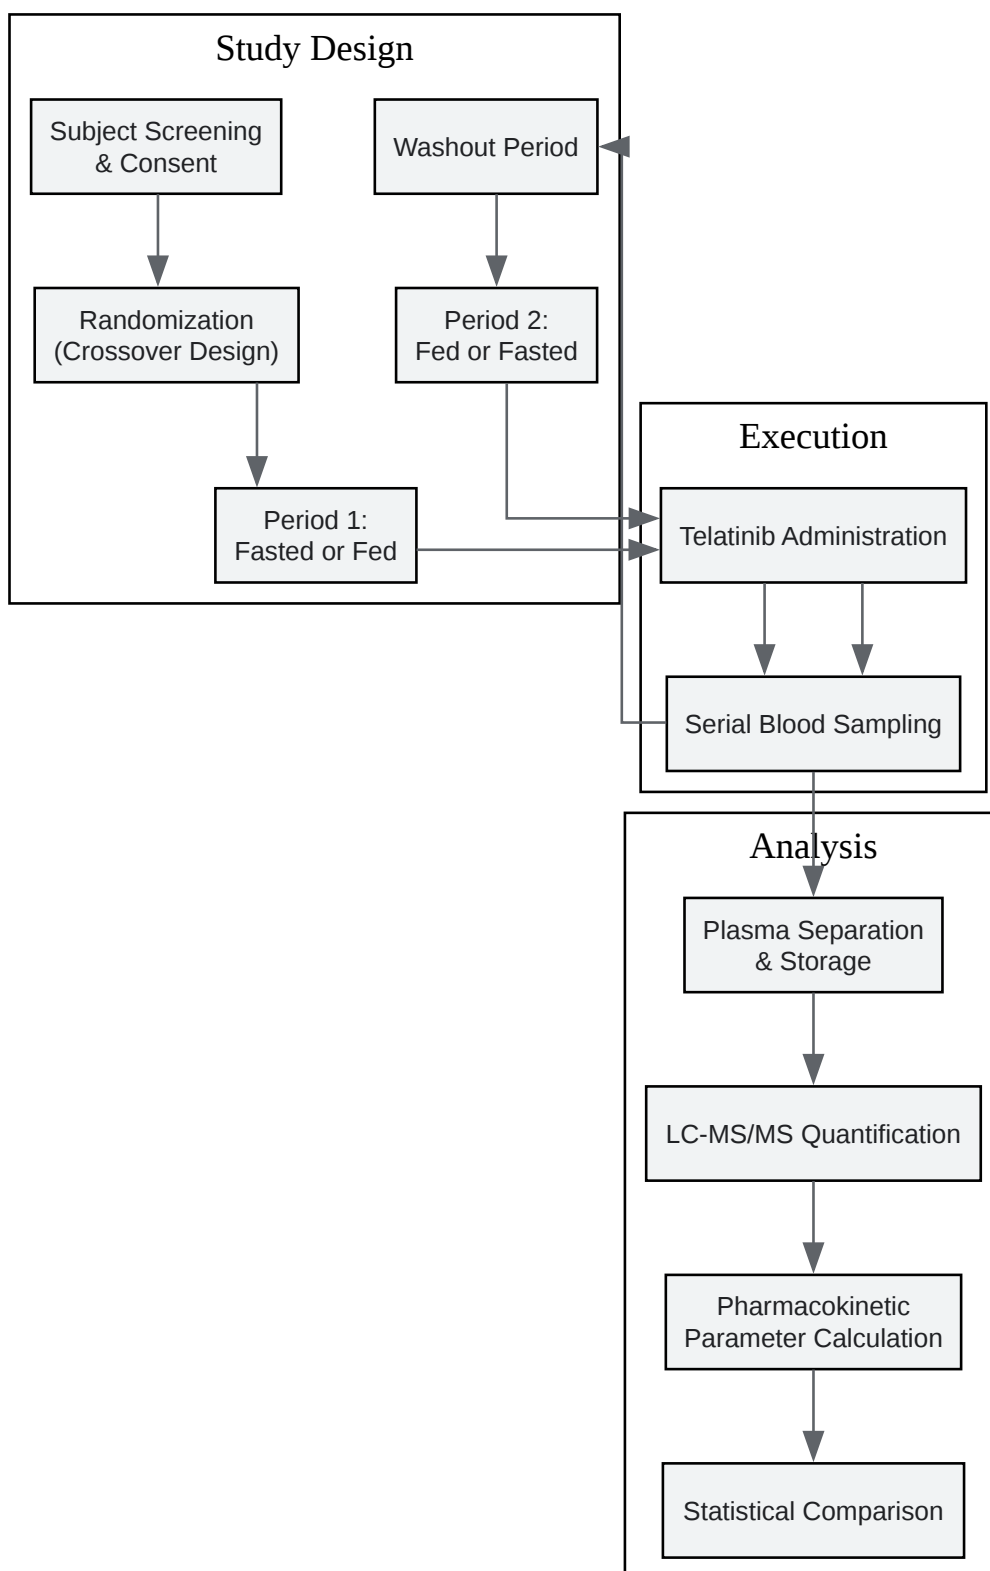 Study Design
Subject Screening
& Consent
Washout Period
Randomization
(Crossover Design)
Period 2:
Fed or Fasted
Period 1:
Fasted or Fed
Execution
Telatinib Administration
Serial Blood Sampling
Analysis
Plasma Separation
& Storage
LC-MS/MS Quantification
Pharmacokinetic
Parameter Calculation
Statistical Comparison